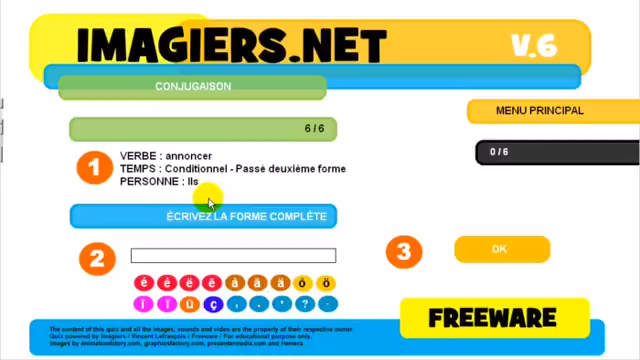 IMAGIERS.NET
V.6
CONJUGAISON
MENU PRINCIPAL
6 / 6
0 / 6
1
VERBE : annoncer
TEMPS : Conditionnel - Passé deuxième forme
PERSONNE : Ils
ÉCRIVEZ LA FORME COMPLÈTE
2
3
OK
FREEWARE
The content of this quiz and all the images, sounds and video are the property of their respective owner.
Quiz powered by Imagiers / Vincent Lefrançois / Freeware / For educational purpose only.
Images by Animationfactory.com, graphicsfactory.com, presentermedia.com and Hemera.